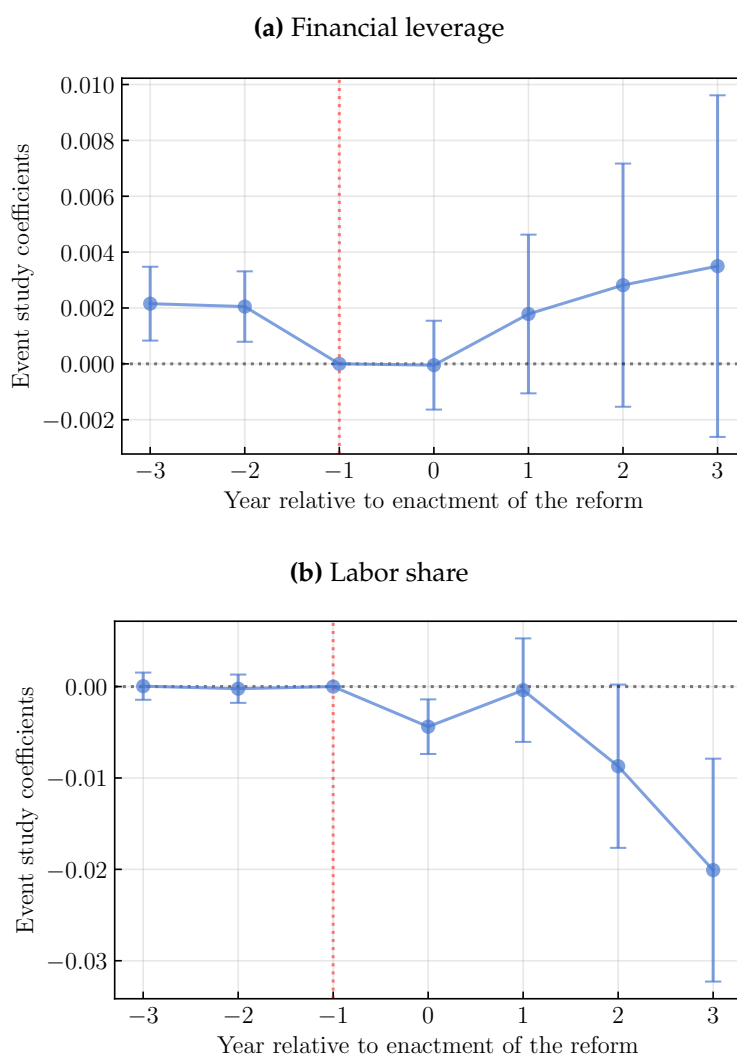 (a) Financial leverage
0.010
0.008
0.006
0.004
0.002
0.000
−0.002
Event study coefficients
−3 −2 −1 0 1 2 3
Year relative to enactment of the reform
(b) Labor share
0.00
−0.01
−0.02
−0.03
Event study coefficients
−3 −2 −1 0 1 2 3
Year relative to enactment of the reform